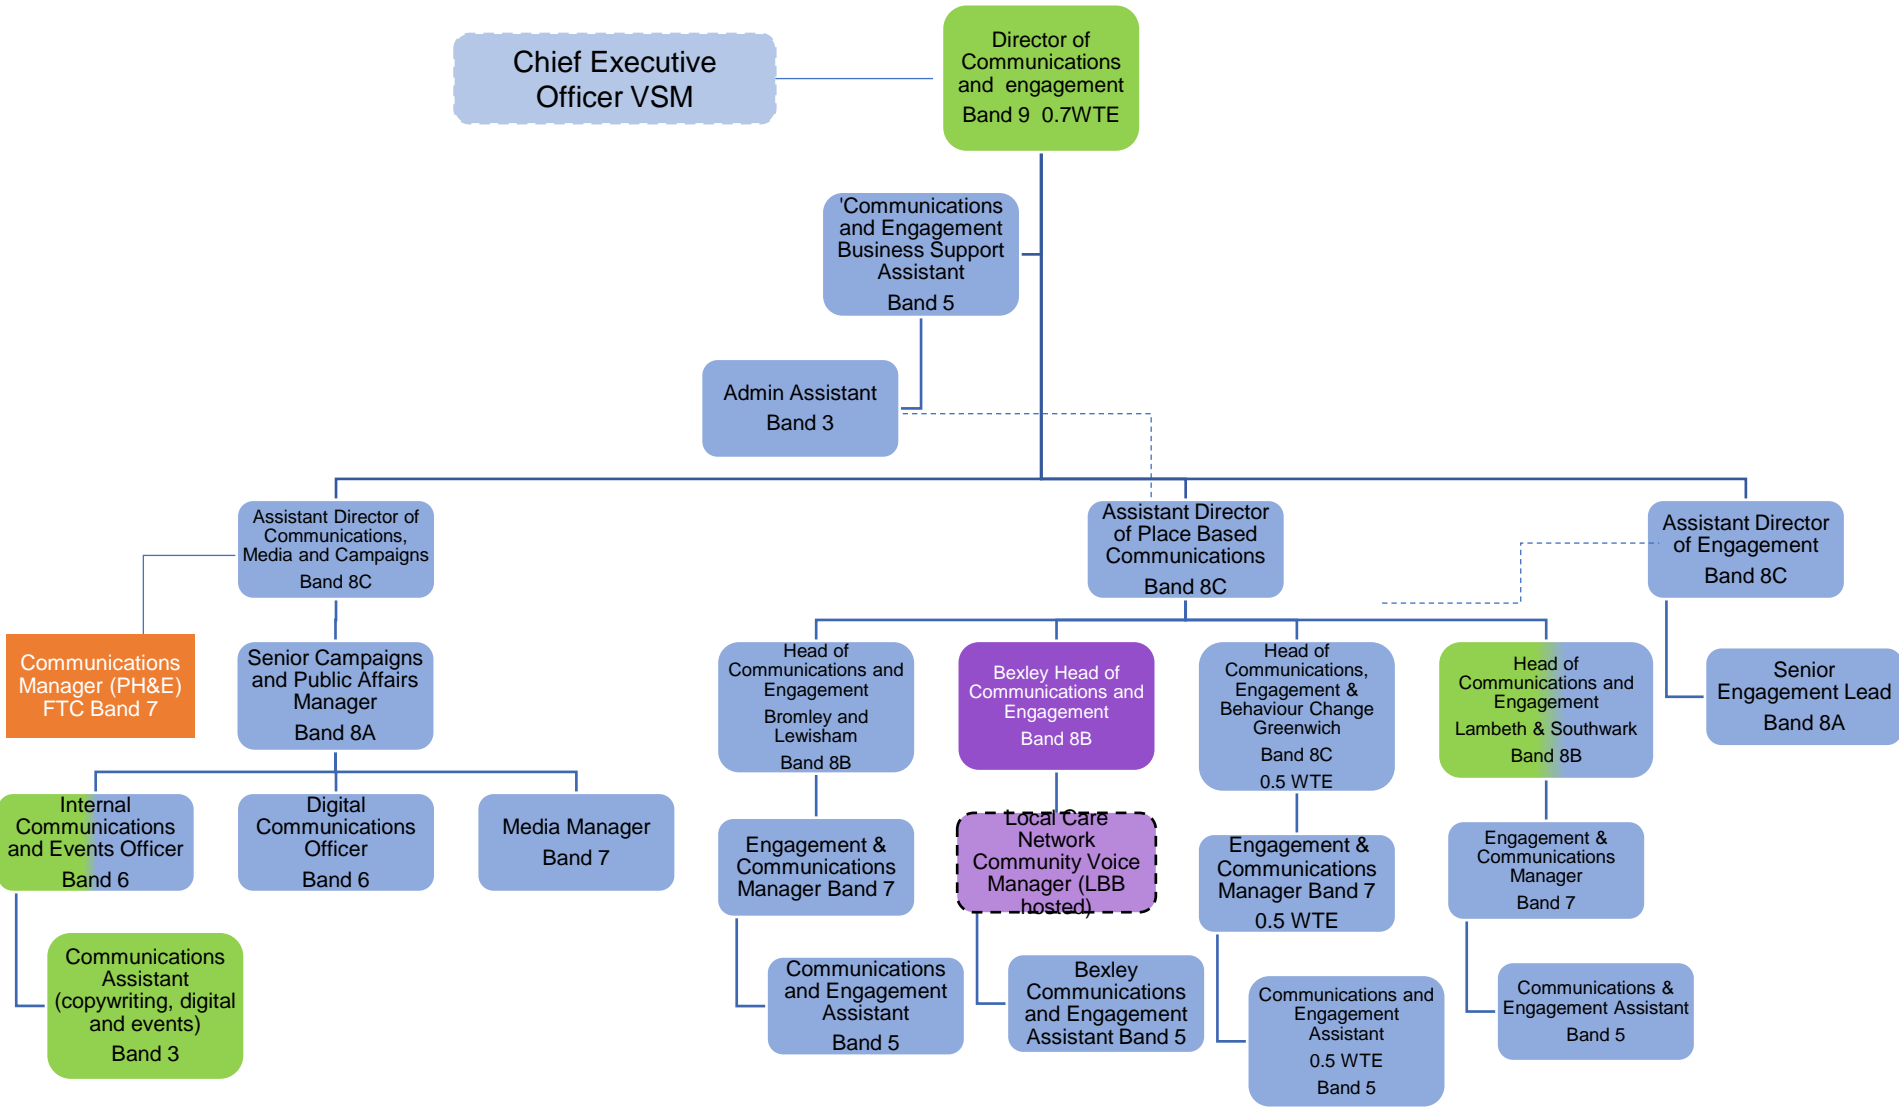 Chief Executive
Officer VSM
Director of
Communications
and engagement
Band 9 0.7WTE
'Communications
and Engagement
Business Support
Assistant
Band 5
Admin Assistant
Band 3
Assistant Director of
Communications,
Media and Campaigns
Band 8C
Assistant Director
of Place Based
Communications
Band 8C
Assistant Director
of Engagement
Band 8C
Communications
Manager (PH&E)
FTC Band 7
Senior Campaigns
and Public Affairs
Manager
Band 8A
Head of
Communications and
Engagement
Bromley and
Lewisham
Band 8B
Bexley Head of
Communications and
Engagement
Band 8B
Head of
Communications,
Engagement &
Behaviour Change
Greenwich
Band 8C
0.5 WTE
Head of
Communications and
Engagement
Lambeth & Southwark
Band 8B
Senior
Engagement Lead
Band 8A
Internal
Communications
and Events Officer
Band 6
Digital
Communications
Officer
Band 6
Media Manager
Band 7
Engagement &
Communications
Manager Band 7
Local Care
Network
Community Voice
Manager (LBB
hosted)
Engagement &
Communications
Manager Band 7
0.5 WTE
Engagement &
Communications
Manager
Band 7
Communications
Assistant
(copywriting, digital
and events)
Band 3
Communications
and Engagement
Assistant
Band 5
Bexley
Communications
and Engagement
Assistant Band 5
Communications and
Engagement
Assistant
0.5 WTE
Band 5
Communications &
Engagement Assistant
Band 5